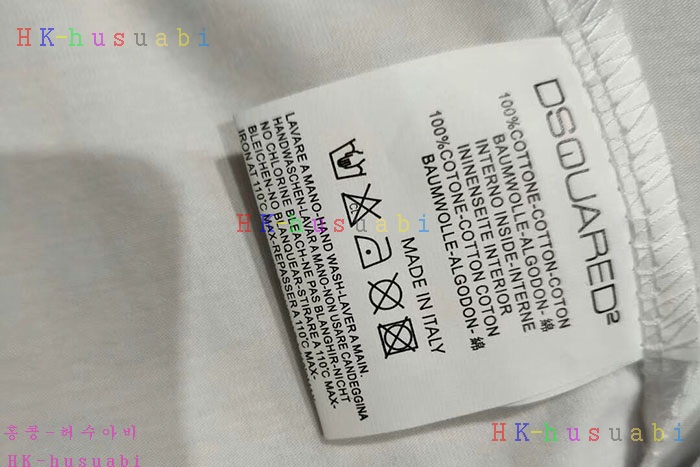 HK-husuabi
DSQUARED2
100%COTTONE-COTTON-COTON
BAUMWOLLE-ALGODON- 綿
INTERNO INSIDE-INTERNE
ININENSEITE INTERIOR
100%COTONE-COTTON COTON
BAUMWOLLE-ALGODON- 綿
MADE IN ITALY
CL
LAVARE A MANO-HAND WASH-LAVER A MAIN.
HANDWASCHEN-LAVAR A MANO-NON USARE CANDEGGINA
NO CHLORINE BLEACH-NE PAS BLANGHIR-NICHT
BLEICHEN-NO BLANQUEAR-STIRARE A 110°C MAX-
IRON AT 110°C MAX-REPASSER A 110°C MAX-
HK-husuabi
HK-husuabi
홍콩-허수아비
HK-husuabi